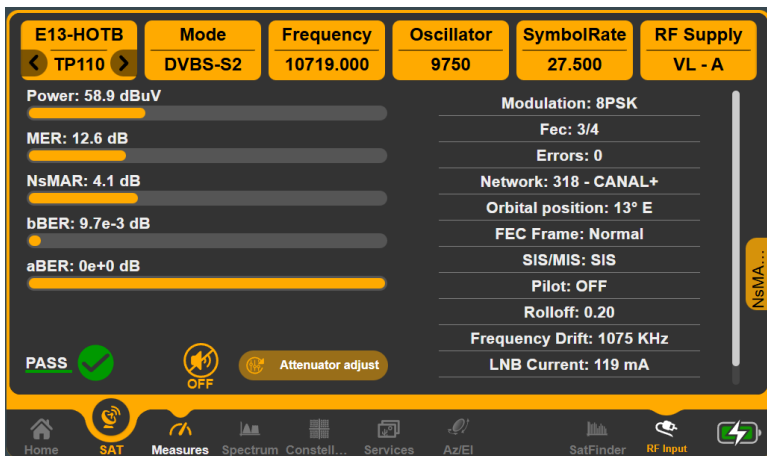 E13-HOTB
TP110
Mode
DVBS-S2
Frequency
10719.000
Oscillator
9750
SymbolRate
27.500
RF Supply
VL - A
Power: 58.9 dBuV
MER: 12.6 dB
NsMAR: 4.1 dB
bBER: 9.7e-3 dB
aBER: 0e+0 dB
PASS
OFF
Attenuator adjust
Modulation: 8PSK
Fec: 3/4
Errors: 0
Network: 318 - CANAL+
Orbital position: 13° E
FEC Frame: Normal
SIS/MIS: SIS
Pilot: OFF
Rolloff: 0.20
Frequency Drift: 1075 KHz
LNB Current: 119 mA
NsMA...
Home
SAT
Measures
Spectrum
Constell...
Services
Az/El
SatFinder
RF Input